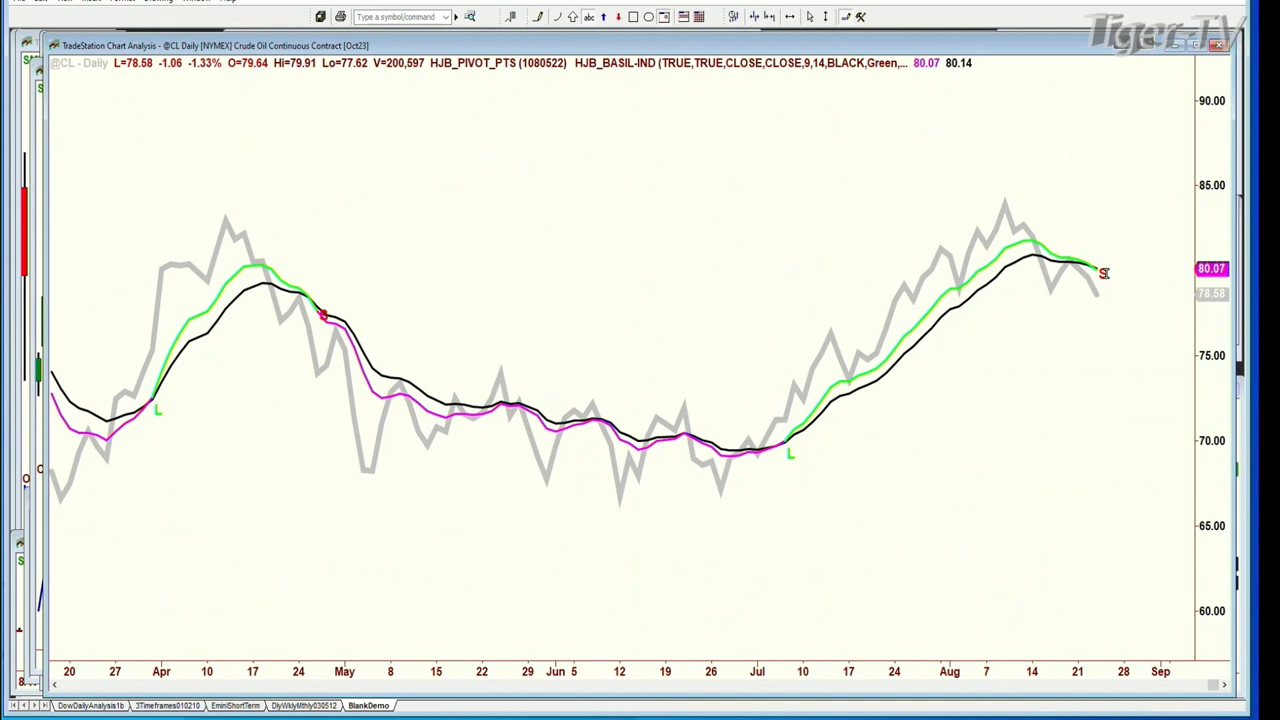 Type a symbol/command
abc
Tiger-TV
TradeStation Chart Analysis - @CL Daily [NYMEX] Crude Oil Continuous Contract [Oct23]
@CL - Daily L=78.58 -1.06 -1.33% O=79.64 Hi=79.91 Lo=77.62 V=200,597 HJB_PIVOT_PTS (1080522) HJB_BASIL-IND (TRUE,TRUE,CLOSE,CLOSE,9,14,BLACK,Green,... 80.07 80.14
90.00
85.00
80.07
S
78.58
S
75.00
L
70.00
L
65.00
60.00
20 27 Apr 10 17 24 May 8 15 22 29 Jun 5 12 19 26 Jul 10 17 24 Aug 7 14 21 28 Sep
DowDailyAnalysis1b 3Timeframes010210 EminiShortTerm DlyWklyMthly030512 BlankDemo